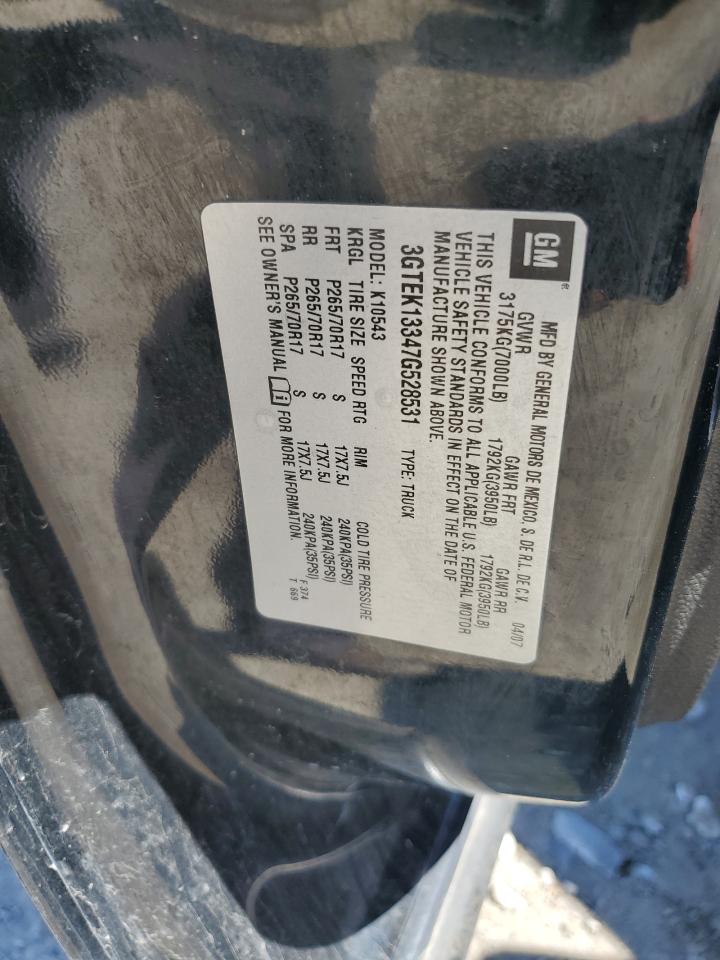 GM ®
MFD BY GENERAL MOTORS DE MEXICO, S. DE R.L. DE C.V. 04/07
GVWR GAWR FRT GAWR RR
3175KG(7000LB) 1792KG(3950LB) 1792KG(3950LB)
THIS VEHICLE CONFORMS TO ALL APPLICABLE U.S. FEDERAL MOTOR
VEHICLE SAFETY STANDARDS IN EFFECT ON THE DATE OF
MANUFACTURE SHOWN ABOVE.
3GTEK13347G528531 TYPE: TRUCK
MODEL: K10543
KRGL TIRE SIZE SPEED RTG RIM COLD TIRE PRESSURE
FRT P265/70R17 S 17X7.5J 240KPA(35PSI)
RR P265/70R17 S 17X7.5J 240KPA(35PSI)
SPA P265/70R17 S 17X7.5J 240KPA(35PSI)
SEE OWNER'S MANUAL i FOR MORE INFORMATION.
F 374
T 669